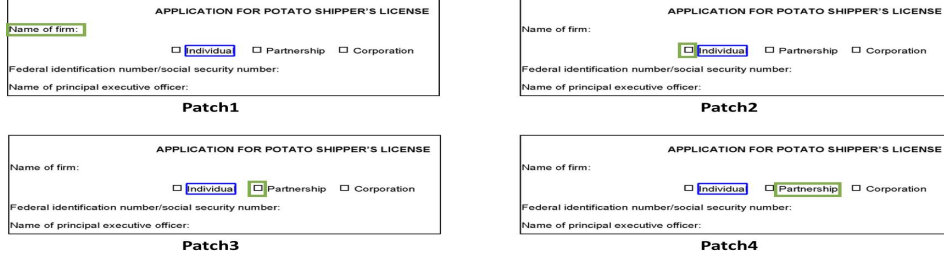 APPLICATION FOR POTATO SHIPPER'S LICENSE
Name of firm:
Individual Partnership Corporation
Federal identification number/social security number:
Name of principal executive officer:
Patch1
APPLICATION FOR POTATO SHIPPER'S LICENSE
Name of firm:
Individual Partnership Corporation
Federal identification number/social security number:
Name of principal executive officer:
Patch2
APPLICATION FOR POTATO SHIPPER'S LICENSE
Name of firm:
Individual Partnership Corporation
Federal identification number/social security number:
Name of principal executive officer:
Patch3
APPLICATION FOR POTATO SHIPPER'S LICENSE
Name of firm:
Individual Partnership Corporation
Federal identification number/social security number:
Name of principal executive officer:
Patch4